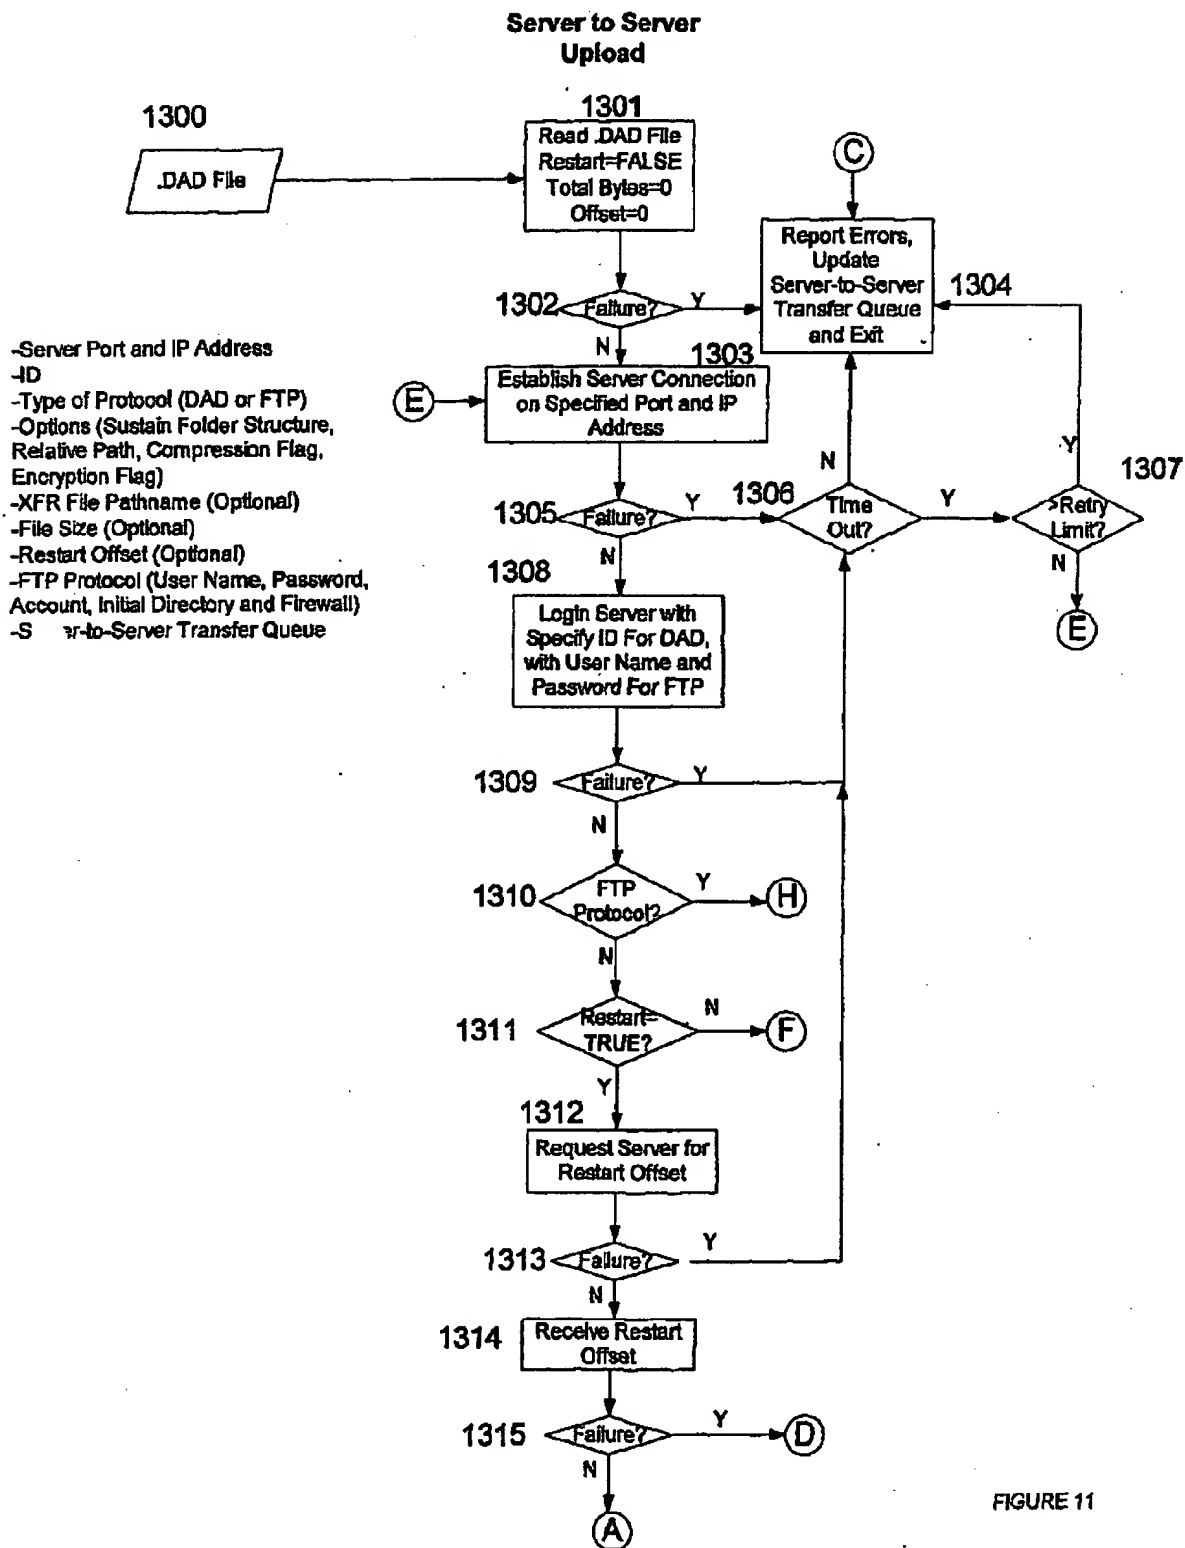 Server to Server
Upload
1300
.DAD File
1301
Read .DAD File
Restart=FALSE
Total Bytes=0
Offset=0
C
Report Errors,
Update
Server-to-Server
Transfer Queue
and Exit
1304
1302
Failure?
Y
N
1303
-Server Port and IP Address
-ID
-Type of Protocol (DAD or FTP)
-Options (Sustain Folder Structure,
Relative Path, Compression Flag,
Encryption Flag)
-XFR File Pathname (Optional)
-File Size (Optional)
-Restart Offset (Optional)
-FTP Protocol (User Name, Password,
Account, Initial Directory and Firewall)
-S er-to-Server Transfer Queue
E
Establish Server Connection
on Specified Port and IP
Address
1305
Failure?
Y
N
1306
Time
Out?
N
Y
1307
>Retry
Limit?
Y
N
E
1308
Login Server with
Specify ID For DAD,
with User Name and
Password For FTP
1309
Failure?
Y
N
1310
FTP
Protocol?
Y
H
N
1311
Restart=
TRUE?
N
F
Y
1312
Request Server for
Restart Offset
1313
Failure?
Y
N
1314
Receive Restart
Offset
1315
Failure?
Y
D
N
A
FIGURE 11